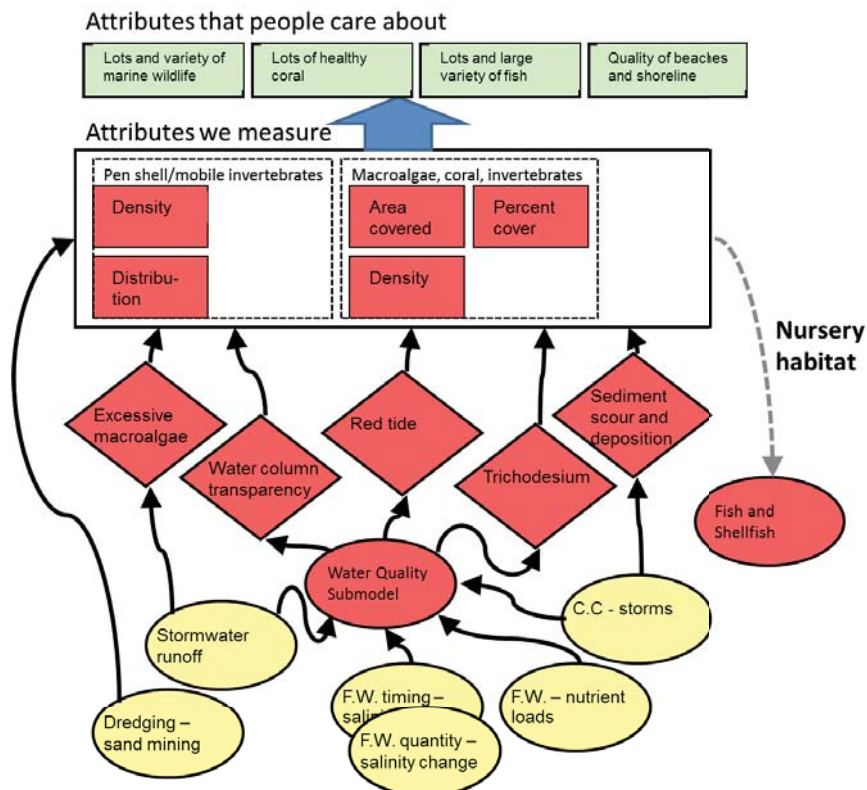 Attributes that people care about
Lots and variety of
marine wildlife
Lots of healthy
coral
Lots and large
variety of fish
Quality of beaches
and shoreline
Attributes we measure
Pen shell/mobile invertebrates
Density
Distribu-
tion
Macroalgae, coral, invertebrates
Area
covered
Percent
cover
Density
Nursery
habitat
Excessive
macroalgae
Water column
transparency
Red tide
Trichodesium
Sediment
scour and
deposition
Fish and
Shellfish
Water Quality
Submodel
Stormwater
runoff
C.C - storms
Dredging –
sand mining
F.W. timing –
F.W. quantity –
salinity change
F.W. – nutrient
loads